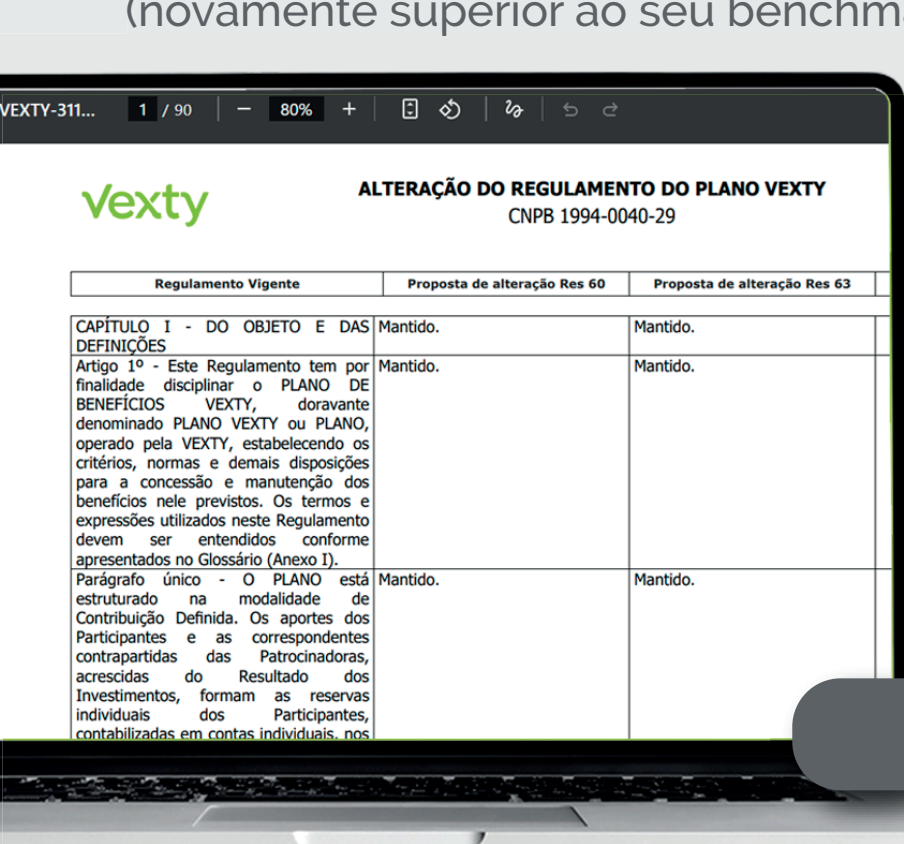 (novamente superior ao seu
VEXTY-311... 1 / 90 80%
vexty
ALTERAÇÃO DO REGULAMENTO DO PLANO VEXTY
CNPB 1994-0040-29
Regulamento Vigente Proposta de alteração Res 60 Proposta de alteração Res 63
CAPÍTULO I - DO OBJETO E DAS Mantido. Mantido.
DEFINIÇÕES
Artigo 1º - Este Regulamento tem por Mantido. Mantido.
finalidade disciplinar o PLANO DE
BENEFÍCIOS VEXTY, doravante
denominado PLANO VEXTY ou PLANO,
operado pela VEXTY, estabelecendo os
critérios, normas e demais disposições
para a concessão e manutenção dos
benefícios nele previstos. Os termos e
expressões utilizados neste Regulamento
devem ser entendidos conforme
apresentados no Glossário (Anexo I).
Parágrafo único - O PLANO está Mantido. Mantido.
estruturado na modalidade de
Contribuição Definida. Os aportes dos
Participantes e as correspondentes
contrapartidas das Patrocinadoras,
acrescidas do Resultado dos
Investimentos, formam as reservas
individuais dos Participantes,
contabilizadas em contas individuais, nos